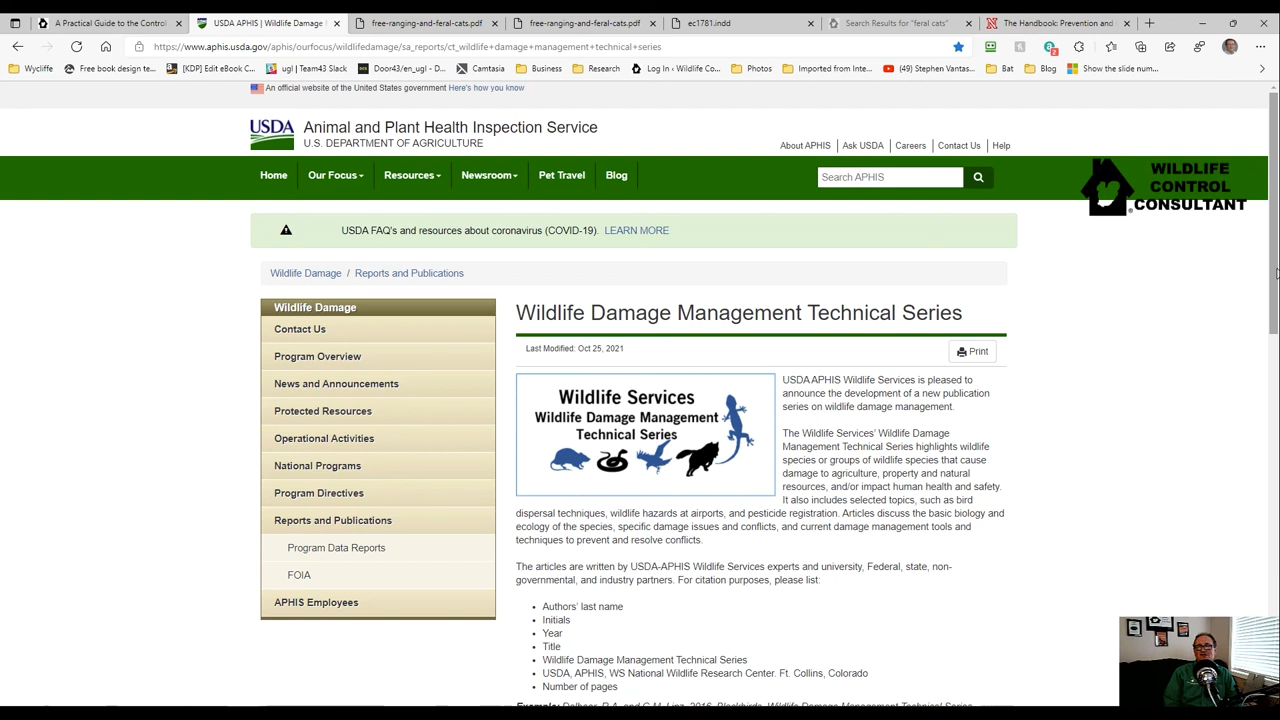 A Practical Guide to the Control
USDA APHIS | Wildlife Damage
free-ranging-and-feral-cats.pdf
free-ranging-and-feral-cats.pdf
ec1781.indd
Search Results for "feral cats"
The Handbook: Prevention and
https://www.aphis.usda.gov/aphis/ourfocus/wildlifedamage/sa_reports/ct_wildlife+damage+management+technical+series
2
Wycliffe
Free book design te...
[KDP] Edit eBook C...
ugl | Team43 Slack
Door43/en_ugl - D...
Camtasia
Business
Research
Log In ‹ Wildlife Co...
Photos
Imported from Inte...
(49) Stephen Vantas...
Bat
Blog
Show the slide num...
An official website of the United States government Here's how you know
USDA
Animal and Plant Health Inspection Service
U.S. DEPARTMENT OF AGRICULTURE
About APHIS
Ask USDA
Careers
Contact Us
Help
Home
Our Focus
Resources
Newsroom
Pet Travel
Blog
Search APHIS
WILDLIFE
CONTROL
CONSULTANT
USDA FAQ's and resources about coronavirus (COVID-19). LEARN MORE
Wildlife Damage / Reports and Publications
Wildlife Damage
Contact Us
Program Overview
News and Announcements
Protected Resources
Operational Activities
National Programs
Program Directives
Reports and Publications
Program Data Reports
FOIA
APHIS Employees
Wildlife Damage Management Technical Series
Last Modified: Oct 25, 2021
Print
Wildlife Services
Wildlife Damage Management
Technical Series
USDA APHIS Wildlife Services is pleased to
announce the development of a new publication
series on wildlife damage management.
The Wildlife Services' Wildlife Damage
Management Technical Series highlights wildlife
species or groups of wildlife species that cause
damage to agriculture, property and natural
resources, and/or impact human health and safety.
It also includes selected topics, such as bird
dispersal techniques, wildlife hazards at airports, and pesticide registration. Articles discuss the basic biology and
ecology of the species, specific damage issues and conflicts, and current damage management tools and
techniques to prevent and resolve conflicts.
The articles are written by USDA-APHIS Wildlife Services experts and university, Federal, state, non-
governmental, and industry partners. For citation purposes, please list:
• Authors' last name
• Initials
• Year
• Title
• Wildlife Damage Management Technical Series
• USDA, APHIS, WS National Wildlife Research Center. Ft. Collins, Colorado
• Number of pages
Example: Dolbeer, R.A. and G.M. Linz. 2016. Blackbirds. Wildlife Damage Management Technical Series.